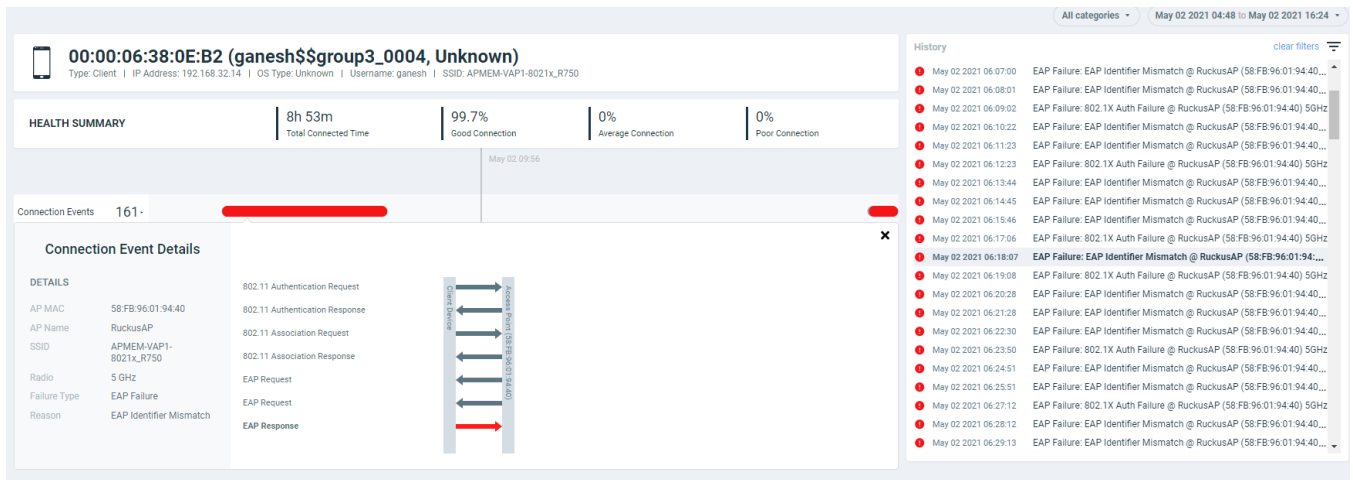 All categories
May 02 2021 04:48 to May 02 2021 16:24
00:00:06:38:0E:B2 (ganesh$$group3_0004, Unknown)
Type: Client | IP Address: 192.168.32.14 | OS Type: Unknown | Username: ganesh | SSID: APMEM-VAP1-8021x_R750
HEALTH SUMMARY
8h 53m
Total Connected Time
99.7%
Good Connection
0%
Average Connection
0%
Poor Connection
May 02 09:56
Connection Events 161
Connection Event Details
DETAILS
AP MAC 58:FB:96:01:94:40
AP Name RuckusAP
SSID APMEM-VAP1-
8021x_R750
Radio 5 GHz
Failure Type EAP Failure
Reason EAP Identifier Mismatch
802.11 Authentication Request
802.11 Authentication Response
802.11 Association Request
802.11 Association Response
EAP Request
EAP Request
EAP Response
Client Device
Access Point (58:FB:96:01:94:40)
History
clear filters
May 02 2021 06:07:00 EAP Failure: EAP Identifier Mismatch @ RuckusAP (58:FB:96:01:94:40...
May 02 2021 06:08:01 EAP Failure: EAP Identifier Mismatch @ RuckusAP (58:FB:96:01:94:40...
May 02 2021 06:09:02 EAP Failure: 802.1X Auth Failure @ RuckusAP (58:FB:96:01:94:40) 5GHz
May 02 2021 06:10:22 EAP Failure: EAP Identifier Mismatch @ RuckusAP (58:FB:96:01:94:40...
May 02 2021 06:11:23 EAP Failure: EAP Identifier Mismatch @ RuckusAP (58:FB:96:01:94:40...
May 02 2021 06:12:23 EAP Failure: 802.1X Auth Failure @ RuckusAP (58:FB:96:01:94:40) 5GHz
May 02 2021 06:13:44 EAP Failure: EAP Identifier Mismatch @ RuckusAP (58:FB:96:01:94:40...
May 02 2021 06:14:45 EAP Failure: EAP Identifier Mismatch @ RuckusAP (58:FB:96:01:94:40...
May 02 2021 06:15:46 EAP Failure: EAP Identifier Mismatch @ RuckusAP (58:FB:96:01:94:40...
May 02 2021 06:17:06 EAP Failure: 802.1X Auth Failure @ RuckusAP (58:FB:96:01:94:40) 5GHz
May 02 2021 06:18:07 EAP Failure: EAP Identifier Mismatch @ RuckusAP (58:FB:96:01:94:...
May 02 2021 06:19:08 EAP Failure: 802.1X Auth Failure @ RuckusAP (58:FB:96:01:94:40) 5GHz
May 02 2021 06:20:28 EAP Failure: EAP Identifier Mismatch @ RuckusAP (58:FB:96:01:94:40...
May 02 2021 06:21:28 EAP Failure: EAP Identifier Mismatch @ RuckusAP (58:FB:96:01:94:40...
May 02 2021 06:22:30 EAP Failure: EAP Identifier Mismatch @ RuckusAP (58:FB:96:01:94:40...
May 02 2021 06:23:50 EAP Failure: 802.1X Auth Failure @ RuckusAP (58:FB:96:01:94:40) 5GHz
May 02 2021 06:24:51 EAP Failure: EAP Identifier Mismatch @ RuckusAP (58:FB:96:01:94:40...
May 02 2021 06:25:51 EAP Failure: EAP Identifier Mismatch @ RuckusAP (58:FB:96:01:94:40...
May 02 2021 06:27:12 EAP Failure: 802.1X Auth Failure @ RuckusAP (58:FB:96:01:94:40) 5GHz
May 02 2021 06:28:12 EAP Failure: EAP Identifier Mismatch @ RuckusAP (58:FB:96:01:94:40...
May 02 2021 06:29:13 EAP Failure: EAP Identifier Mismatch @ RuckusAP (58:FB:96:01:94:40...